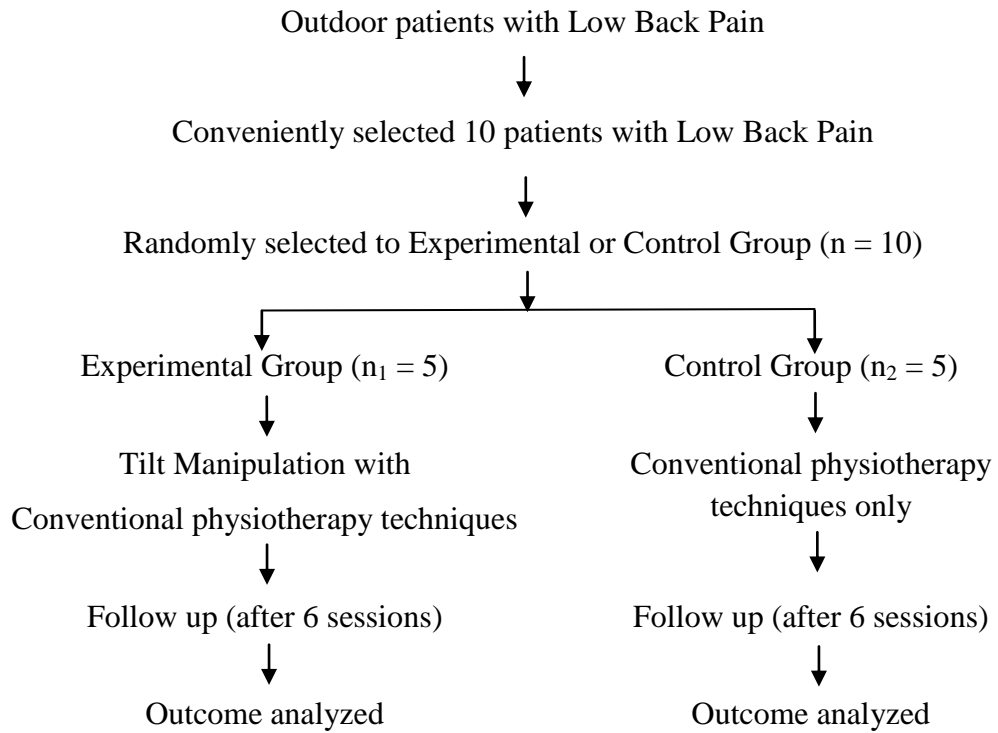 Outdoor patients with Low Back Pain
Conveniently selected 10 patients with Low Back Pain
Randomly selected to Experimental or Control Group (n = 10)
Experimental Group (n₁ = 5)
Tilt Manipulation with
Conventional physiotherapy techniques
Follow up (after 6 sessions)
Outcome analyzed
Control Group (n₂ = 5)
Conventional physiotherapy
techniques only
Follow up (after 6 sessions)
Outcome analyzed